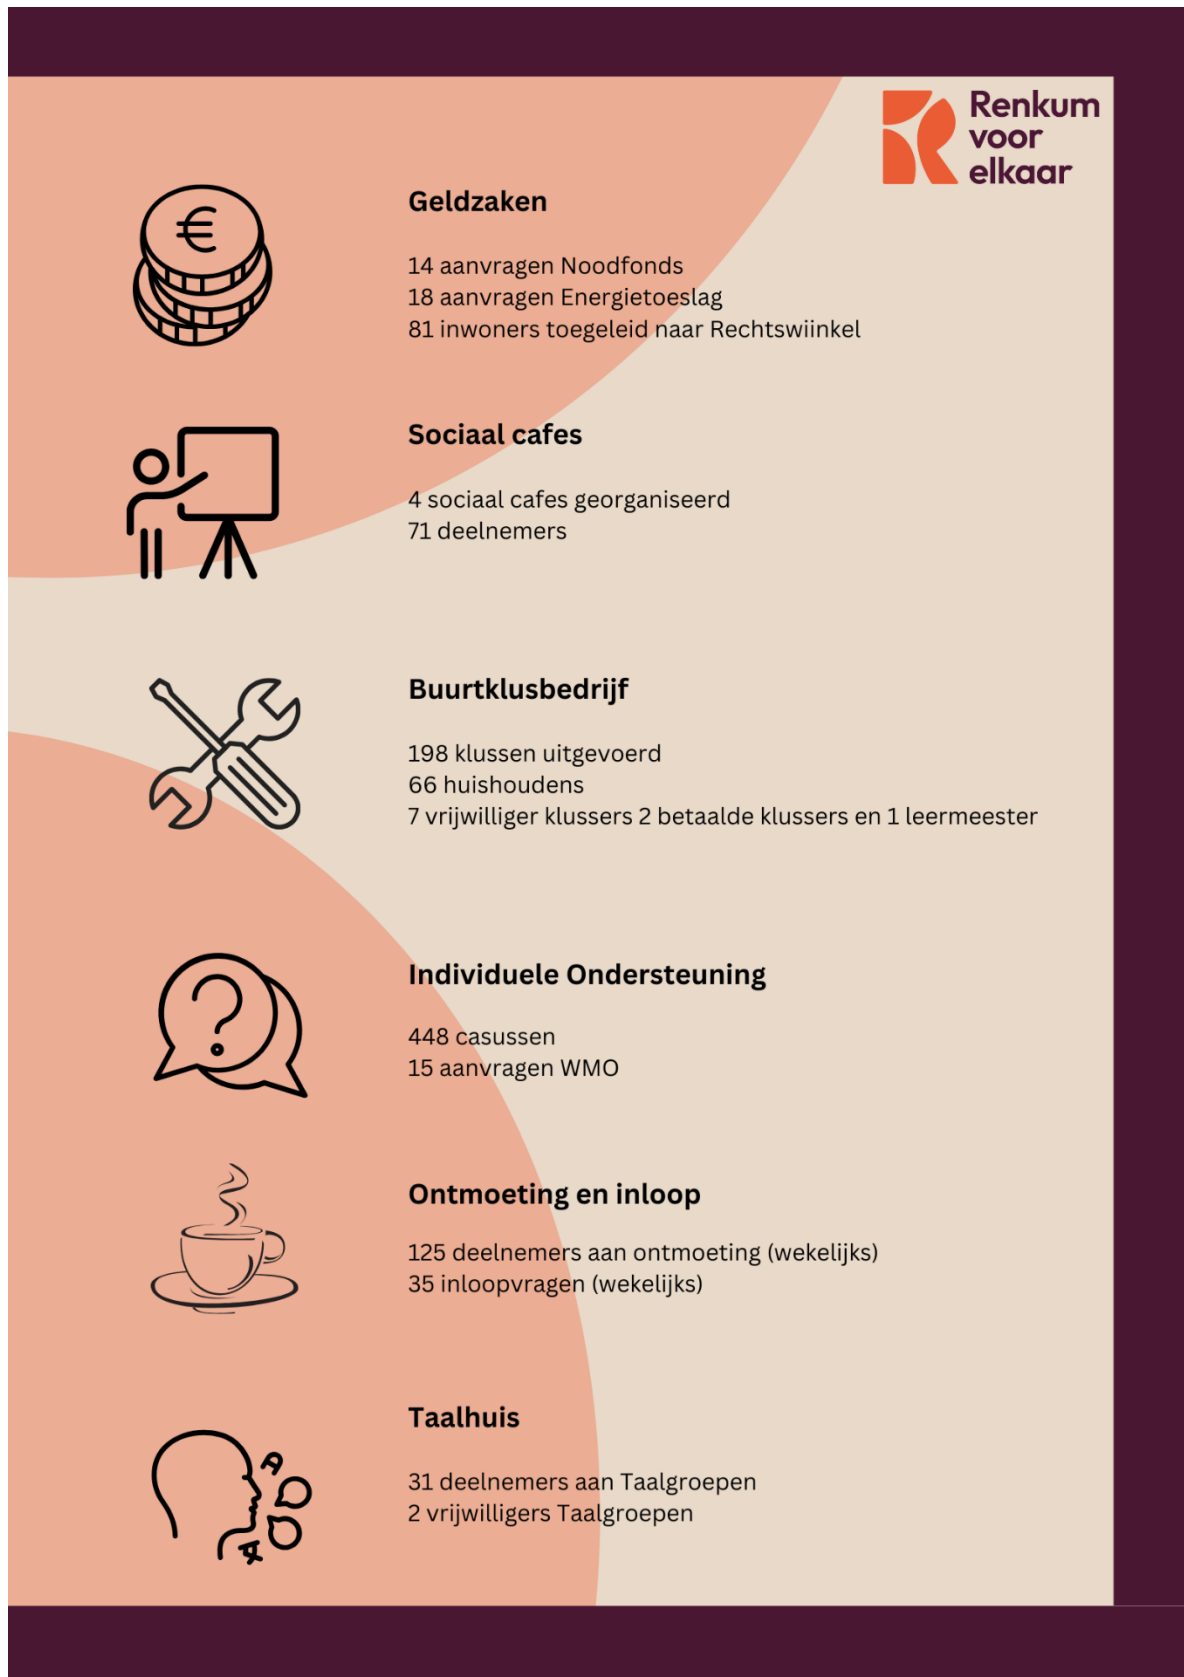 Renkum
voor
elkaar
Geldzaken
14 aanvragen Noodfonds
18 aanvragen Energietoeslag
81 inwoners toegeleid naar Rechtswiinkel
Sociaal cafes
4 sociaal cafes georganiseerd
71 deelnemers
Buurtklusbedrijf
198 klussen uitgevoerd
66 huishoudens
7 vrijwilliger klussers 2 betaalde klussers en 1 leermeester
Individuele Ondersteuning
448 casussen
15 aanvragen WMO
Ontmoeting en inloop
125 deelnemers aan ontmoeting (wekelijks)
35 inloopvragen (wekelijks)
Taalhuis
31 deelnemers aan Taalgroepen
2 vrijwilligers Taalgroepen